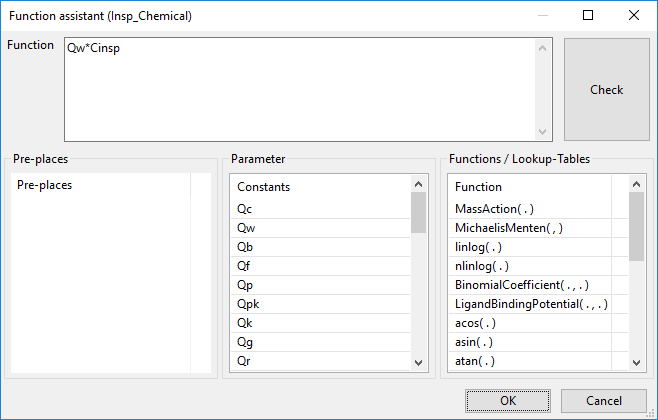 Function assistant (Insp_Chemical)
Function
Qw*Cinsp
Check
Pre-places
Pre-places
Parameter
Constants
Qc
Qw
Qb
Qf
Qp
Qpk
Qk
Qg
Qr
Functions / Lookup-Tables
Function
MassAction( . )
MichaelisMenten( , )
linlog( . )
nlinlog( . )
BinomialCoefficient( . , . )
LigandBindingPotential( . , . )
acos( . )
asin( . )
atan( . )
OK
Cancel